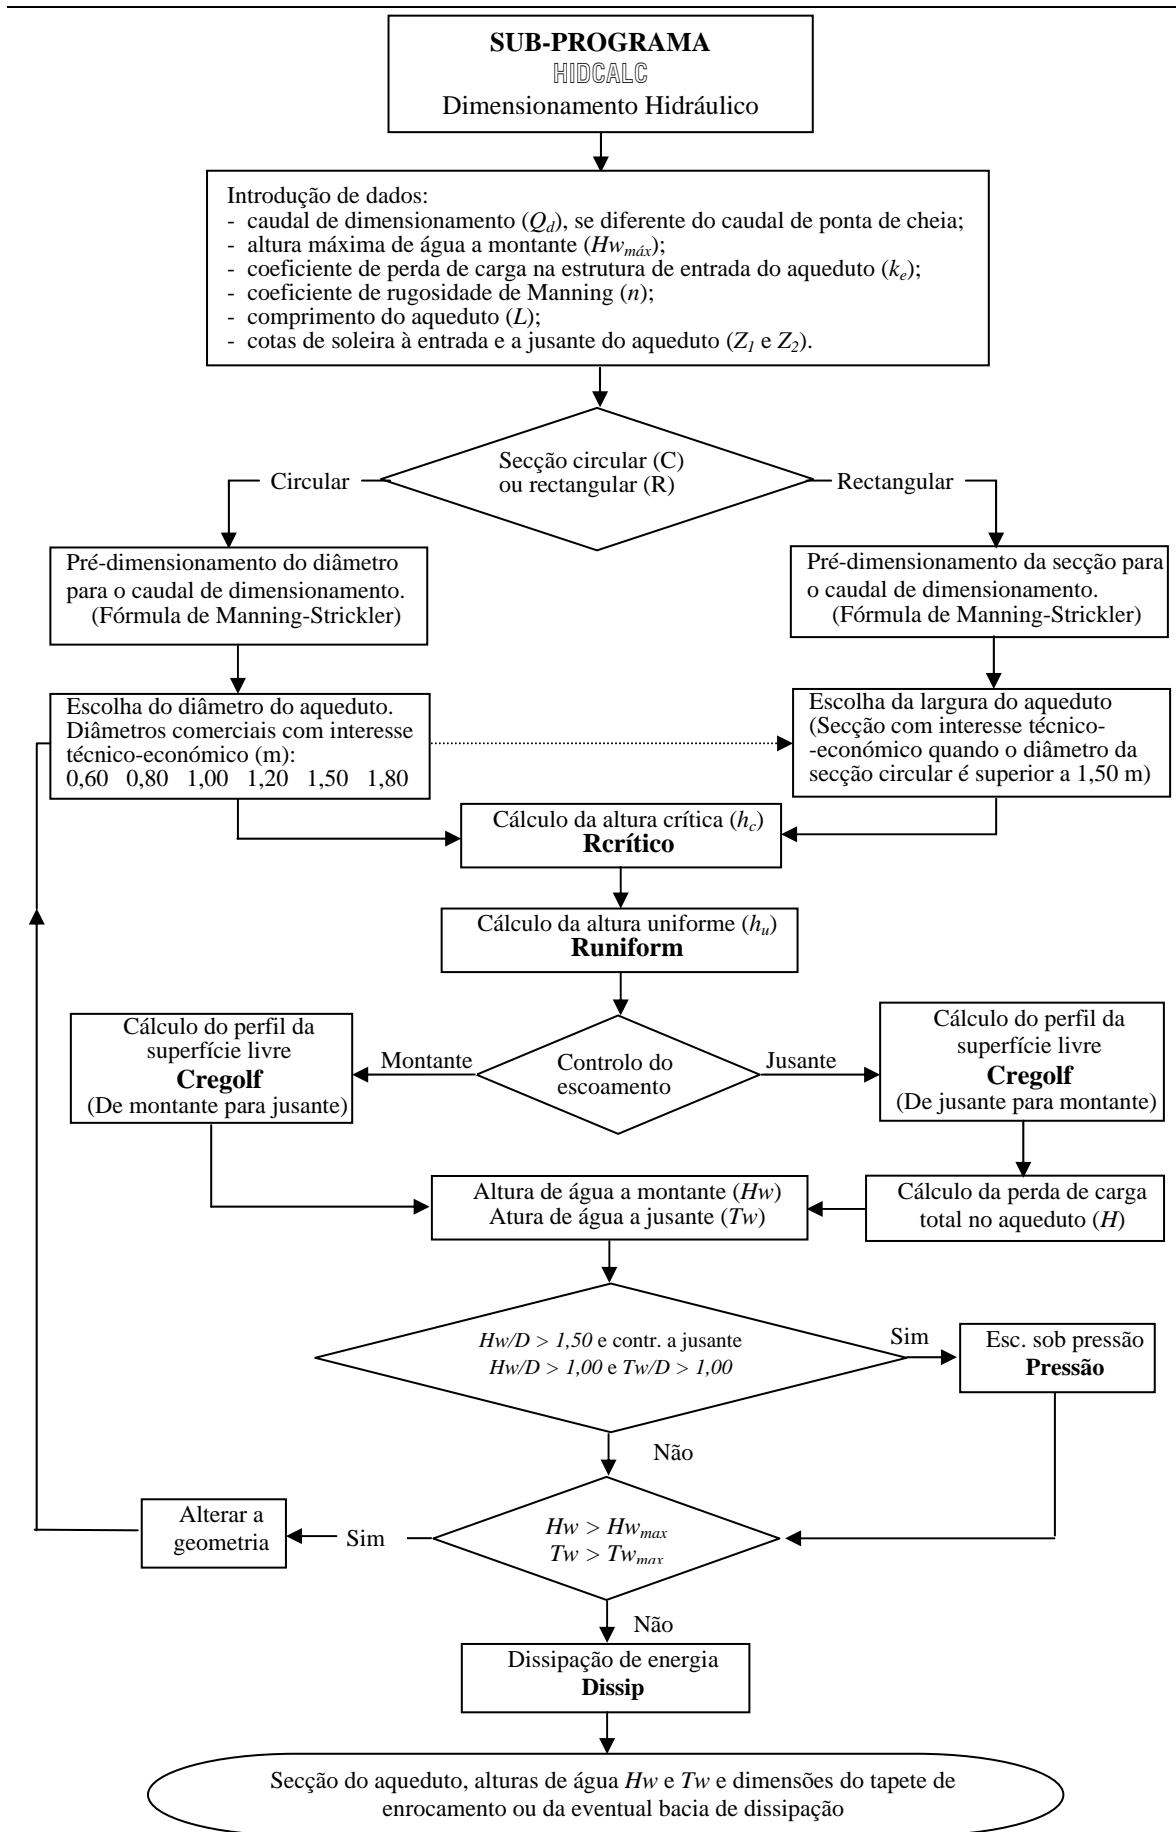 SUB-PROGRAMA
HIDCALC
Dimensionamento Hidráulico
Introdução de dados:
- caudal de dimensionamento (Qd), se diferente do caudal de ponta de cheia;
- altura máxima de água a montante (Hwmáx);
- coeficiente de perda de carga na estrutura de entrada do aqueduto (ke);
- coeficiente de rugosidade de Manning (n);
- comprimento do aqueduto (L);
- cotas de soleira à entrada e a jusante do aqueduto (Z1 e Z2).
Secção circular (C)
ou rectangular (R)
Circular
Rectangular
Pré-dimensionamento do diâmetro
para o caudal de dimensionamento.
(Fórmula de Manning-Strickler)
Pré-dimensionamento da secção para
o caudal de dimensionamento.
(Fórmula de Manning-Strickler)
Escolha do diâmetro do aqueduto.
Diâmetros comerciais com interesse
técnico-económico (m):
0,60 0,80 1,00 1,20 1,50 1,80
Escolha da largura do aqueduto
(Secção com interesse técnico-
-económico quando o diâmetro da
secção circular é superior a 1,50 m)
Cálculo da altura crítica (hc)
Rcrítico
Cálculo da altura uniforme (hu)
Runiform
Controlo do
escoamento
Montante
Jusante
Cálculo do perfil da
superfície livre
Cregolf
(De montante para jusante)
Cálculo do perfil da
superfície livre
Cregolf
(De jusante para montante)
Altura de água a montante (Hw)
Atura de água a jusante (Tw)
Cálculo da perda de carga
total no aqueduto (H)
Hw/D > 1,50 e contr. a jusante
Hw/D > 1,00 e Tw/D > 1,00
Sim
Esc. sob pressão
Pressão
Não
Hw > Hwmax
Tw > Twmax
Sim
Alterar a
geometria
Não
Dissipação de energia
Dissip
Secção do aqueduto, alturas de água Hw e Tw e dimensões do tapete de
enrocamento ou da eventual bacia de dissipação